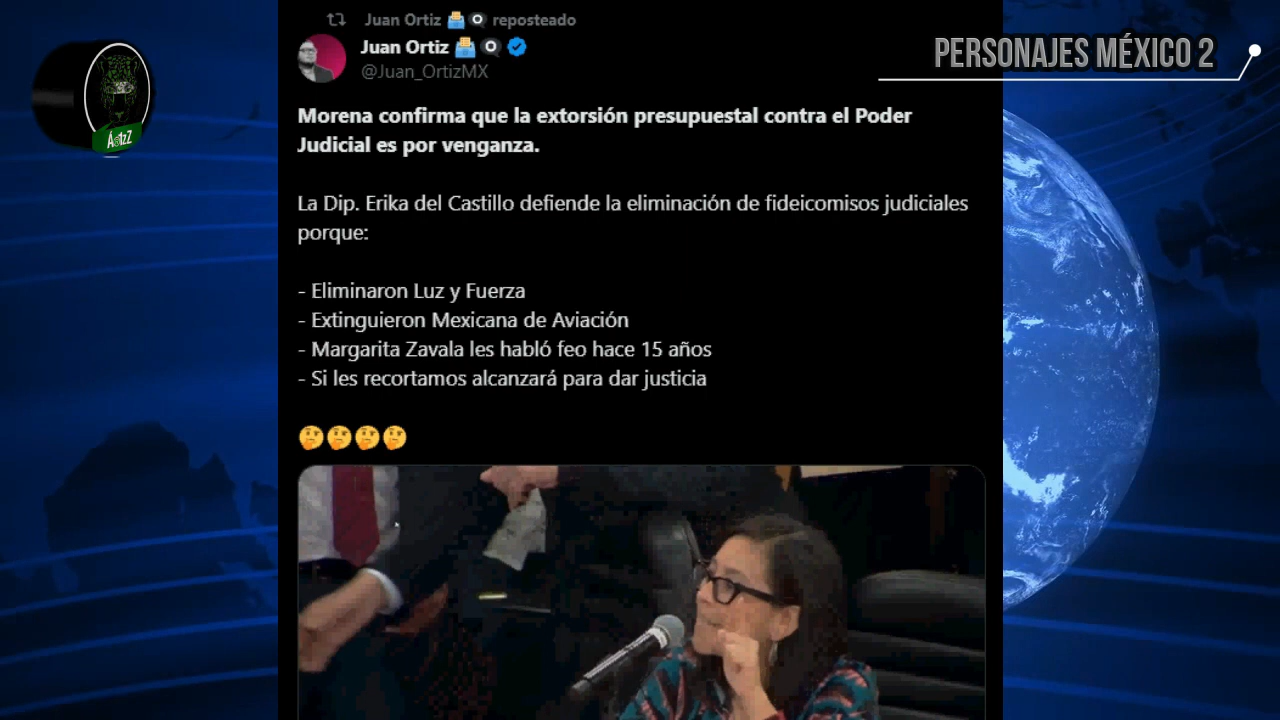 Juan Ortiz 🗳️👁️‍🗨️ reposteado
Juan Ortiz 🗳️👁️‍🗨️
@Juan_OrtizMX
PERSONAJES MÉXICO 2
Morena confirma que la extorsión presupuestal contra el Poder
Judicial es por venganza.
La Dip. Erika del Castillo defiende la eliminación de fideicomisos judiciales
porque:
- Eliminaron Luz y Fuerza
- Extinguieron Mexicana de Aviación
- Margarita Zavala les habló feo hace 15 años
- Si les recortamos alcanzará para dar justicia
🤔🤔🤔🤔